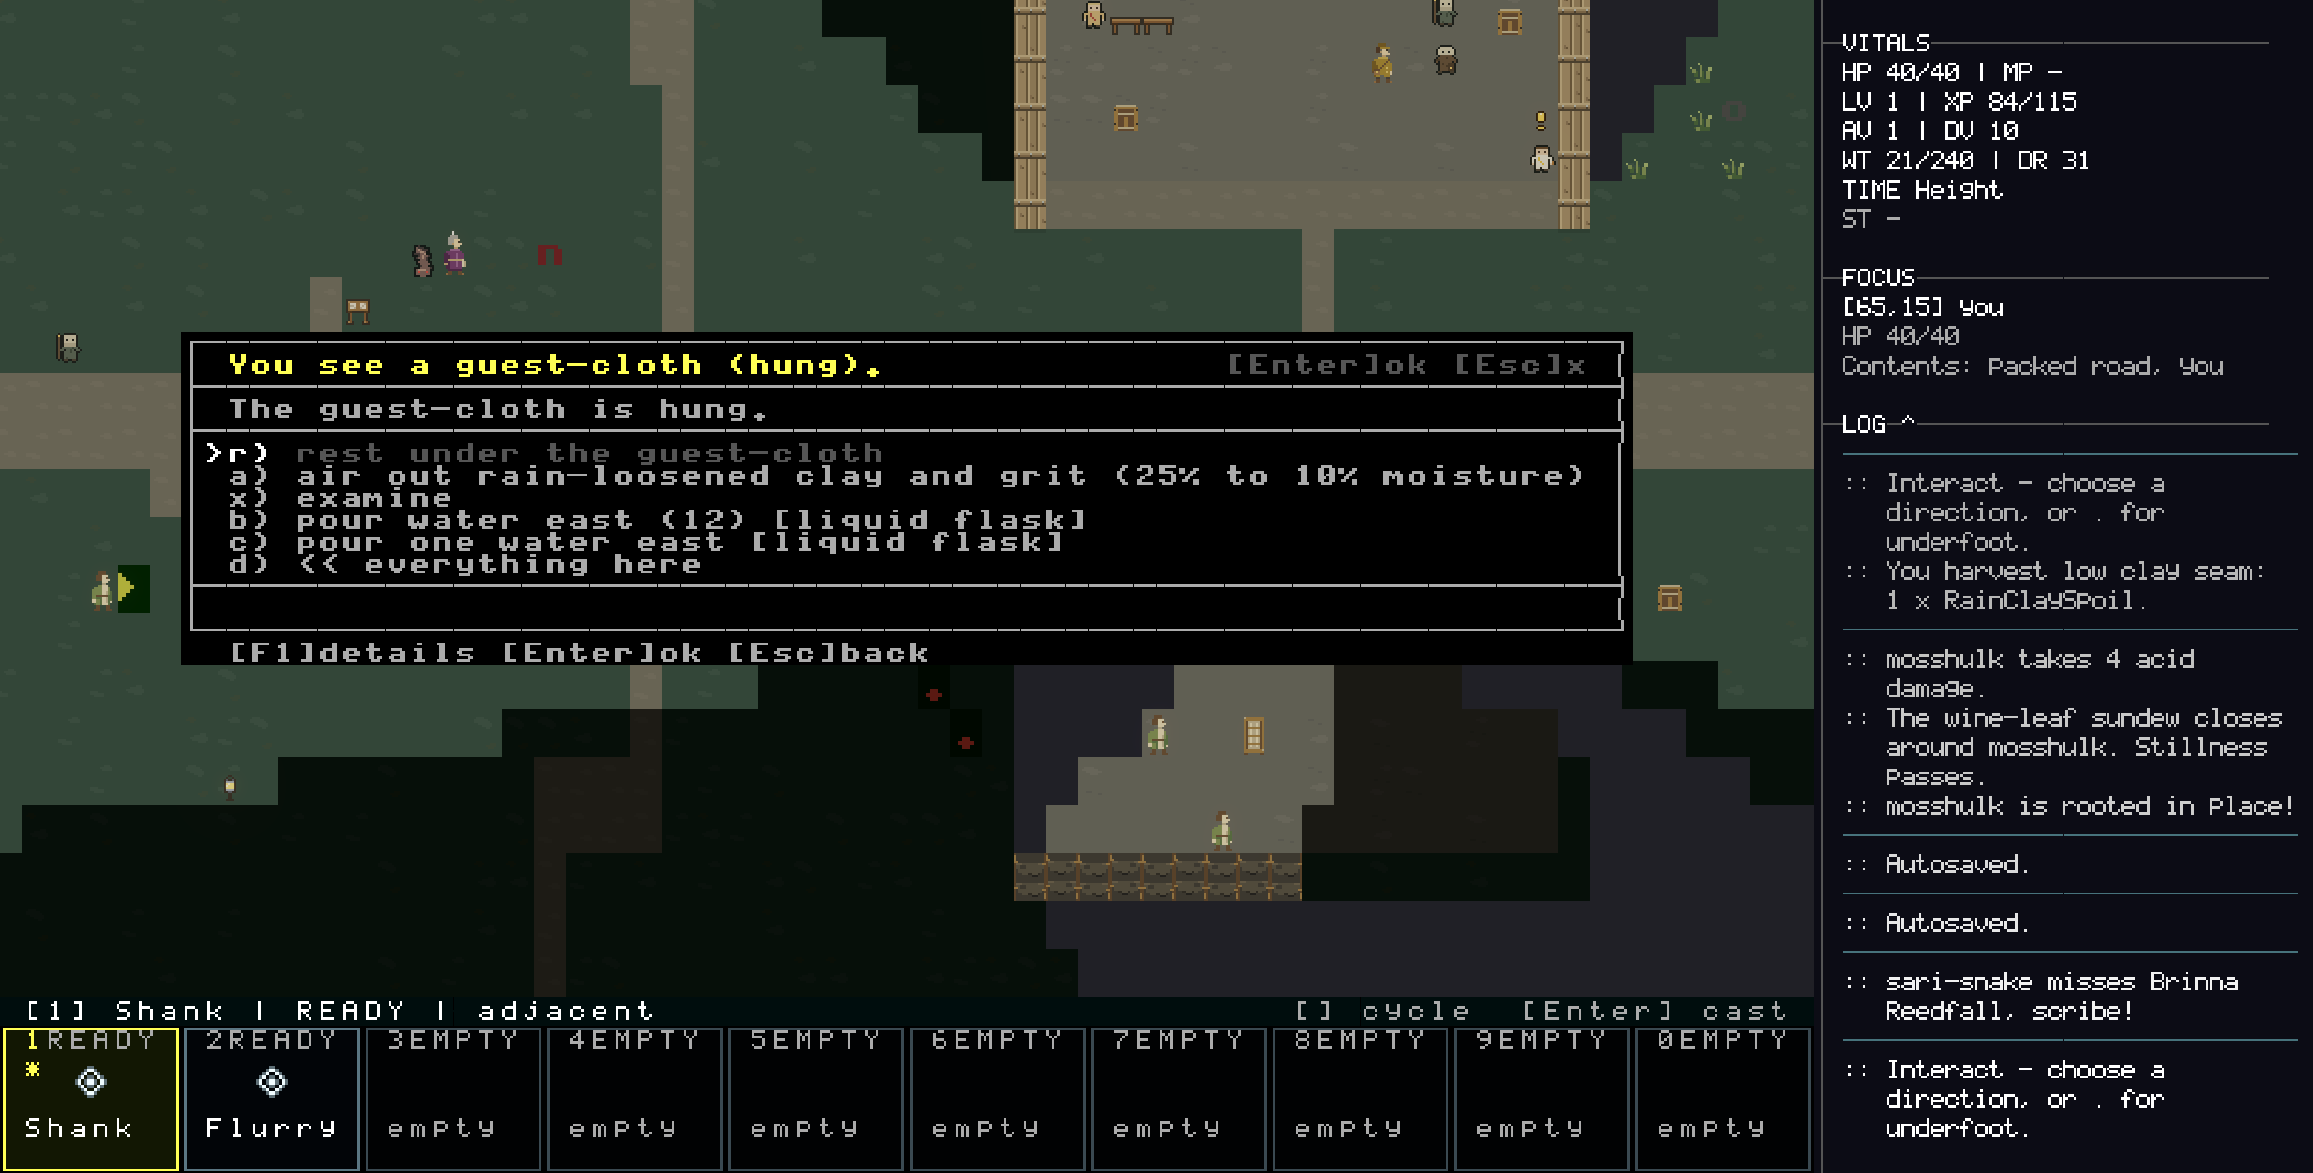 You see a guest-cloth (hung). [Enter]ok [Esc]x
The guest-cloth is hung.
>r) rest under the guest-cloth
a) air out rain-loosened clay and grit (25% to 10% moisture)
x) examine
b) pour water east (12) [liquid flask]
c) pour one water east [liquid flask]
d) << everything here
[F1]details [Enter]ok [Esc]back
[1] Shank | READY | adjacent [] cycle [Enter] cast
1READY 2READY 3EMPTY 4EMPTY 5EMPTY 6EMPTY 7EMPTY 8EMPTY 9EMPTY 0EMPTY
*
Shank Flurry empty empty empty empty empty empty empty empty
VITALS
HP 40/40 | MP -
LV 1 | XP 84/115
AV 1 | DV 10
WT 21/240 | DR 31
TIME Height
ST -
FOCUS
[65,15] You
HP 40/40
Contents: Packed road, You
LOG ^
:: Interact - choose a
direction, or . for
underfoot.
:: You harvest low clay seam:
1 x RainClaySpoil.
:: mosshulk takes 4 acid
damage.
:: The wine-leaf sundew closes
around mosshulk. Stillness
passes.
:: mosshulk is rooted in place!
:: Autosaved.
:: Autosaved.
:: sari-snake misses Brinna
Reedfall, scribe!
:: Interact - choose a
direction, or . for
underfoot.